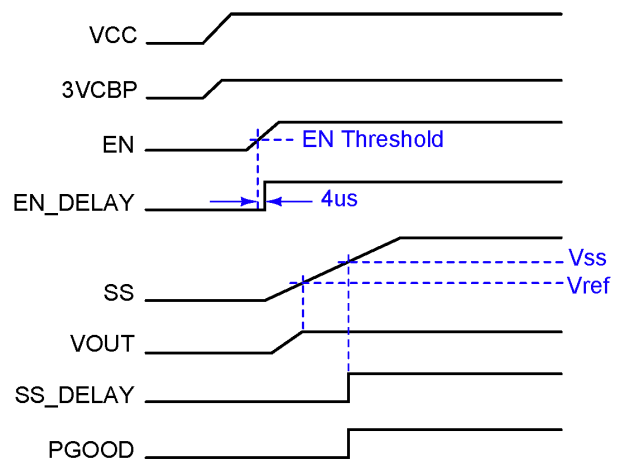 VCC
3VCBP
EN
EN Threshold
EN_DELAY
4us
SS
Vss
Vref
VOUT
SS_DELAY
PGOOD